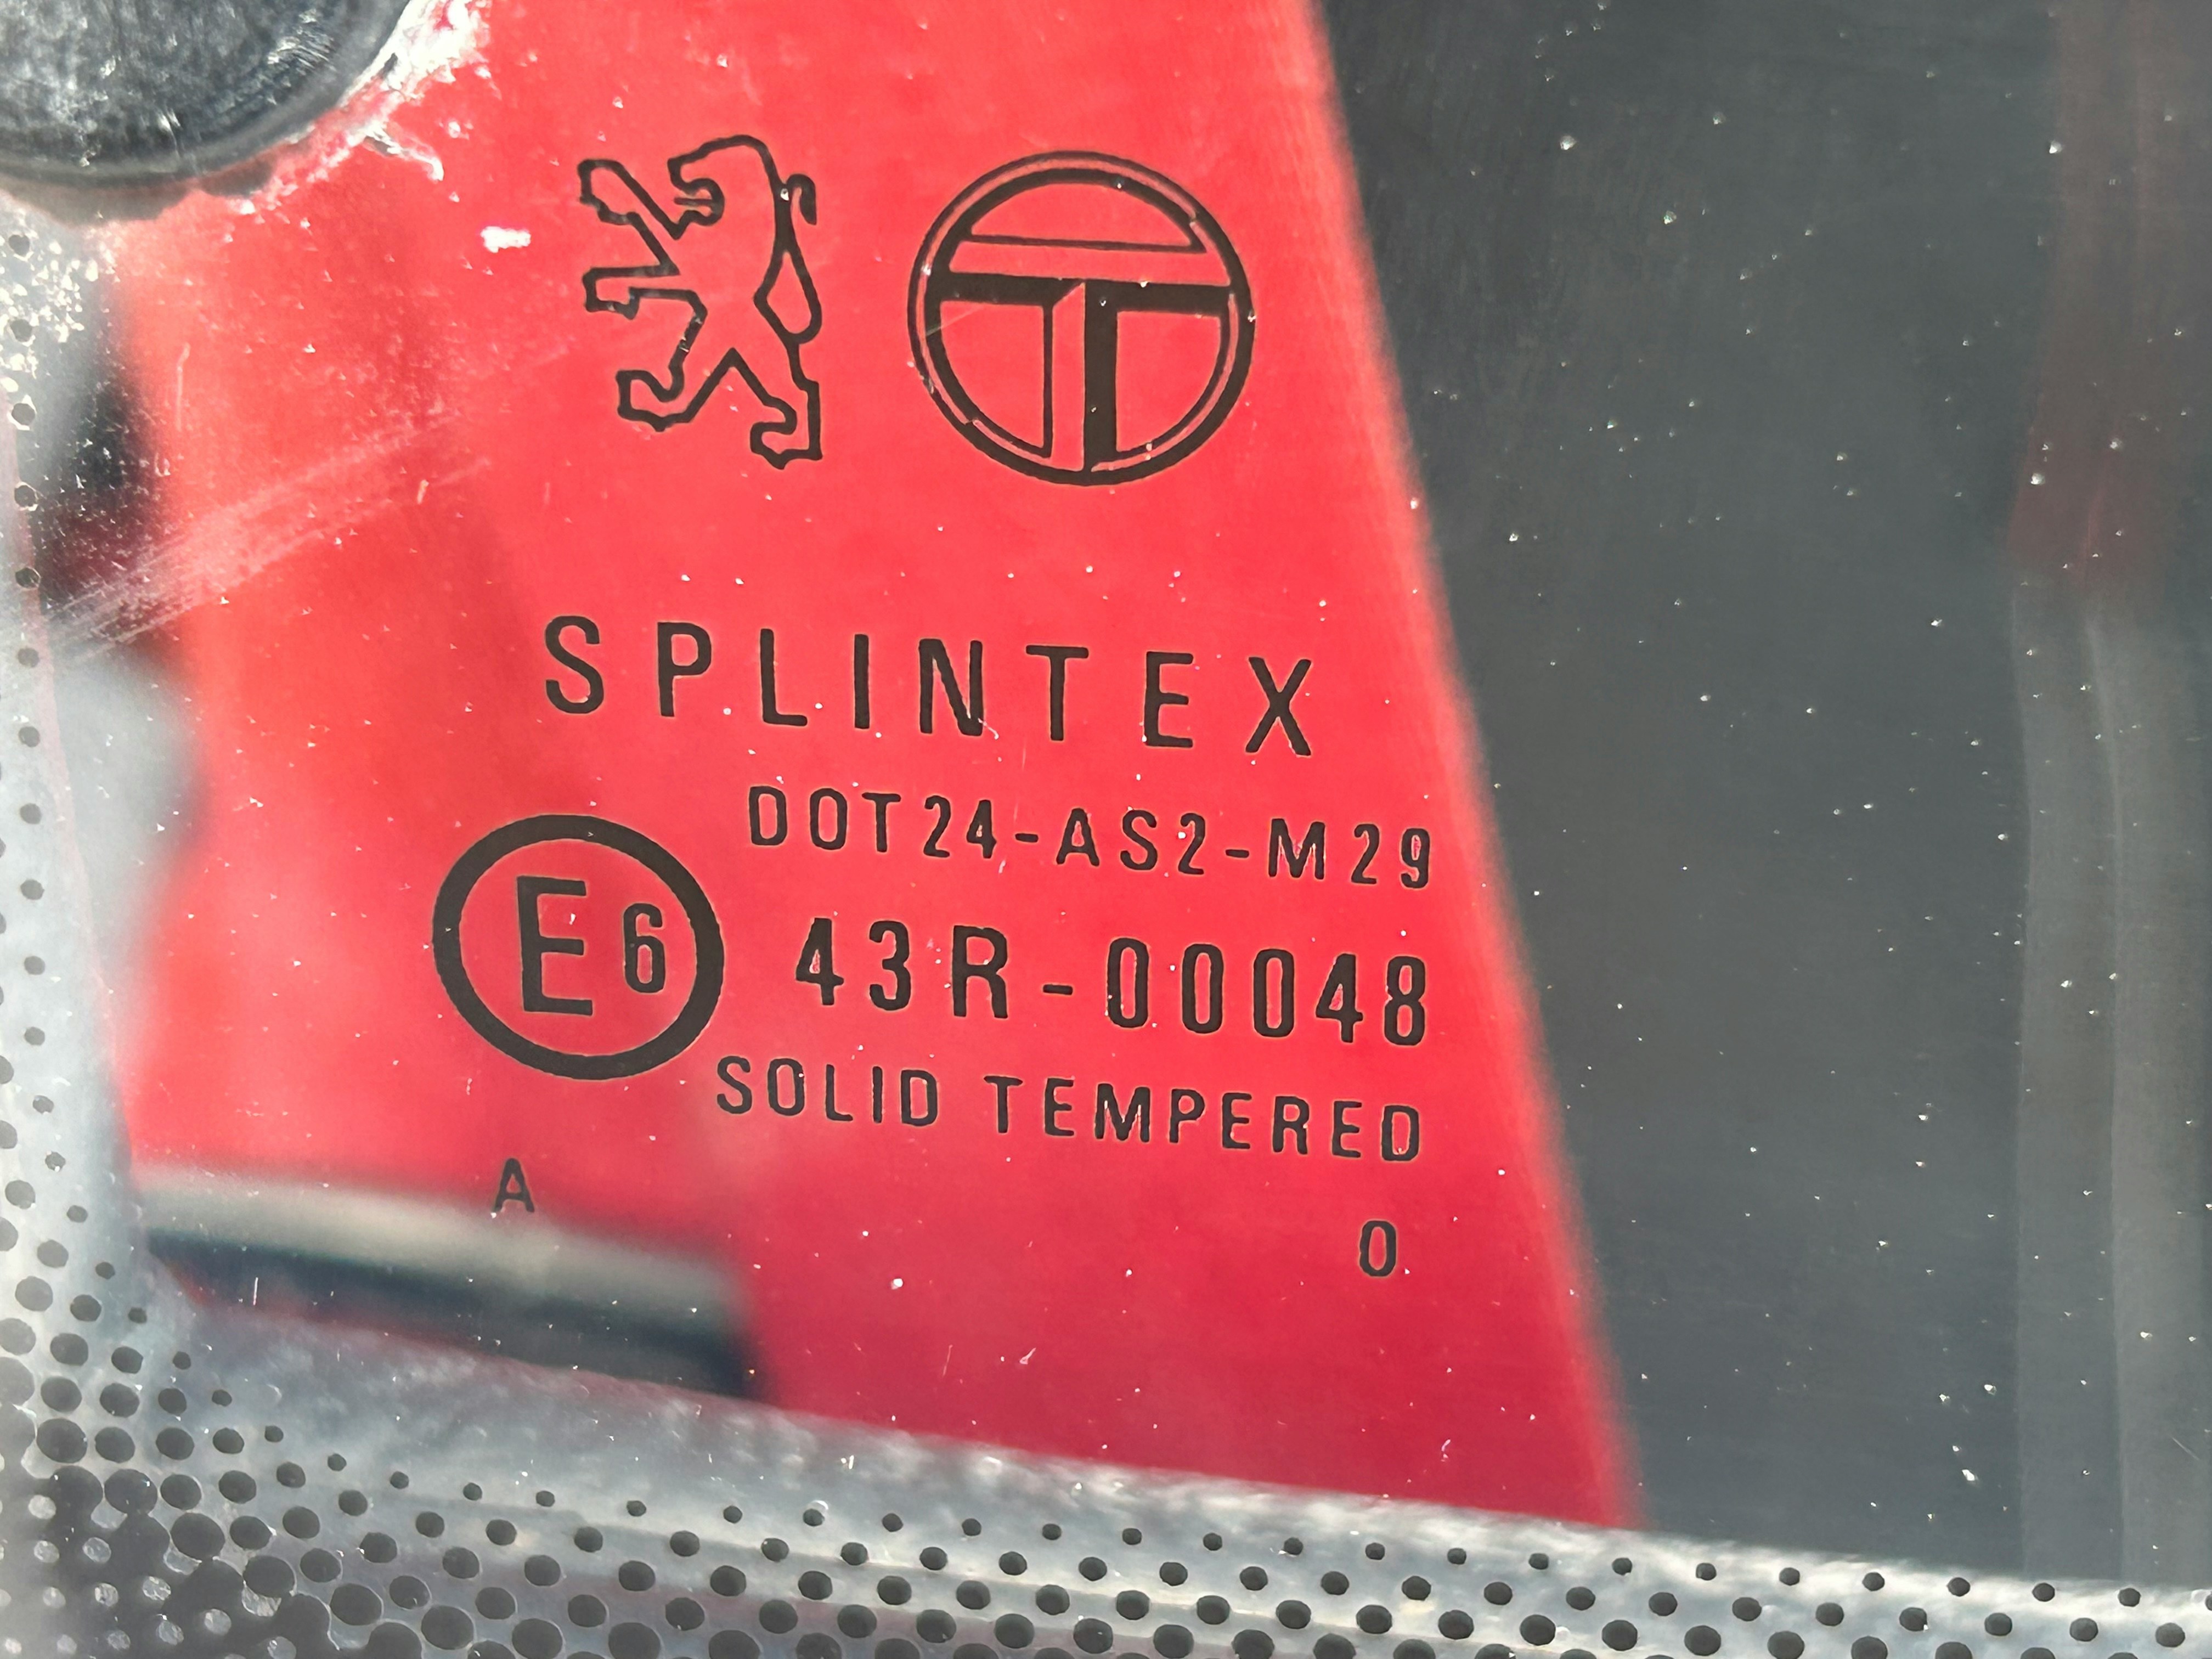 SPLINTEX
DOT24-AS2-M29
E6 43R-00048
SOLID TEMPERED
A
0